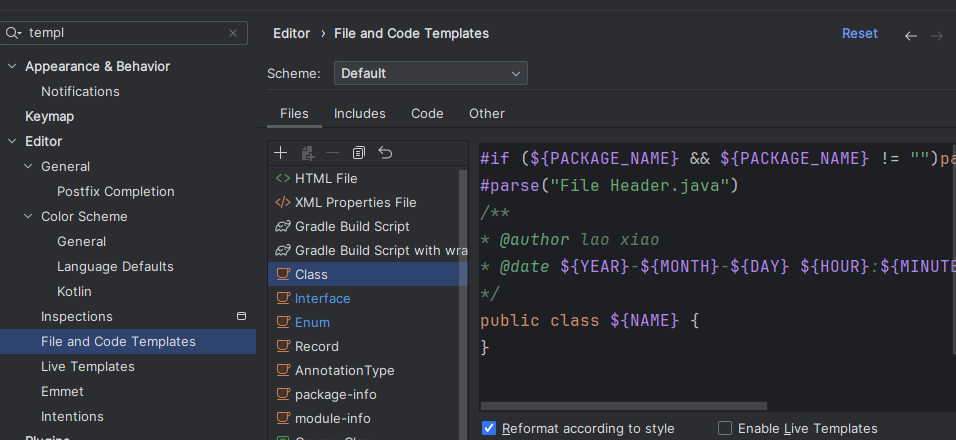 templ
Appearance & Behavior
Notifications
Keymap
Editor
General
Postfix Completion
Color Scheme
General
Language Defaults
Kotlin
Inspections
File and Code Templates
Live Templates
Emmet
Intentions
Editor › File and Code Templates
Reset
Scheme:
Default
Files
Includes
Code
Other
HTML File
XML Properties File
Gradle Build Script
Gradle Build Script with wra
Class
Interface
Enum
Record
AnnotationType
package-info
module-info
#if (${PACKAGE_NAME} && ${PACKAGE_NAME} != "")pa
#parse("File Header.java")
/**
* @author lao xiao
* @date ${YEAR}-${MONTH}-${DAY} ${HOUR}:${MINUTE
*/
public class ${NAME} {
}
Reformat according to style
Enable Live Templates